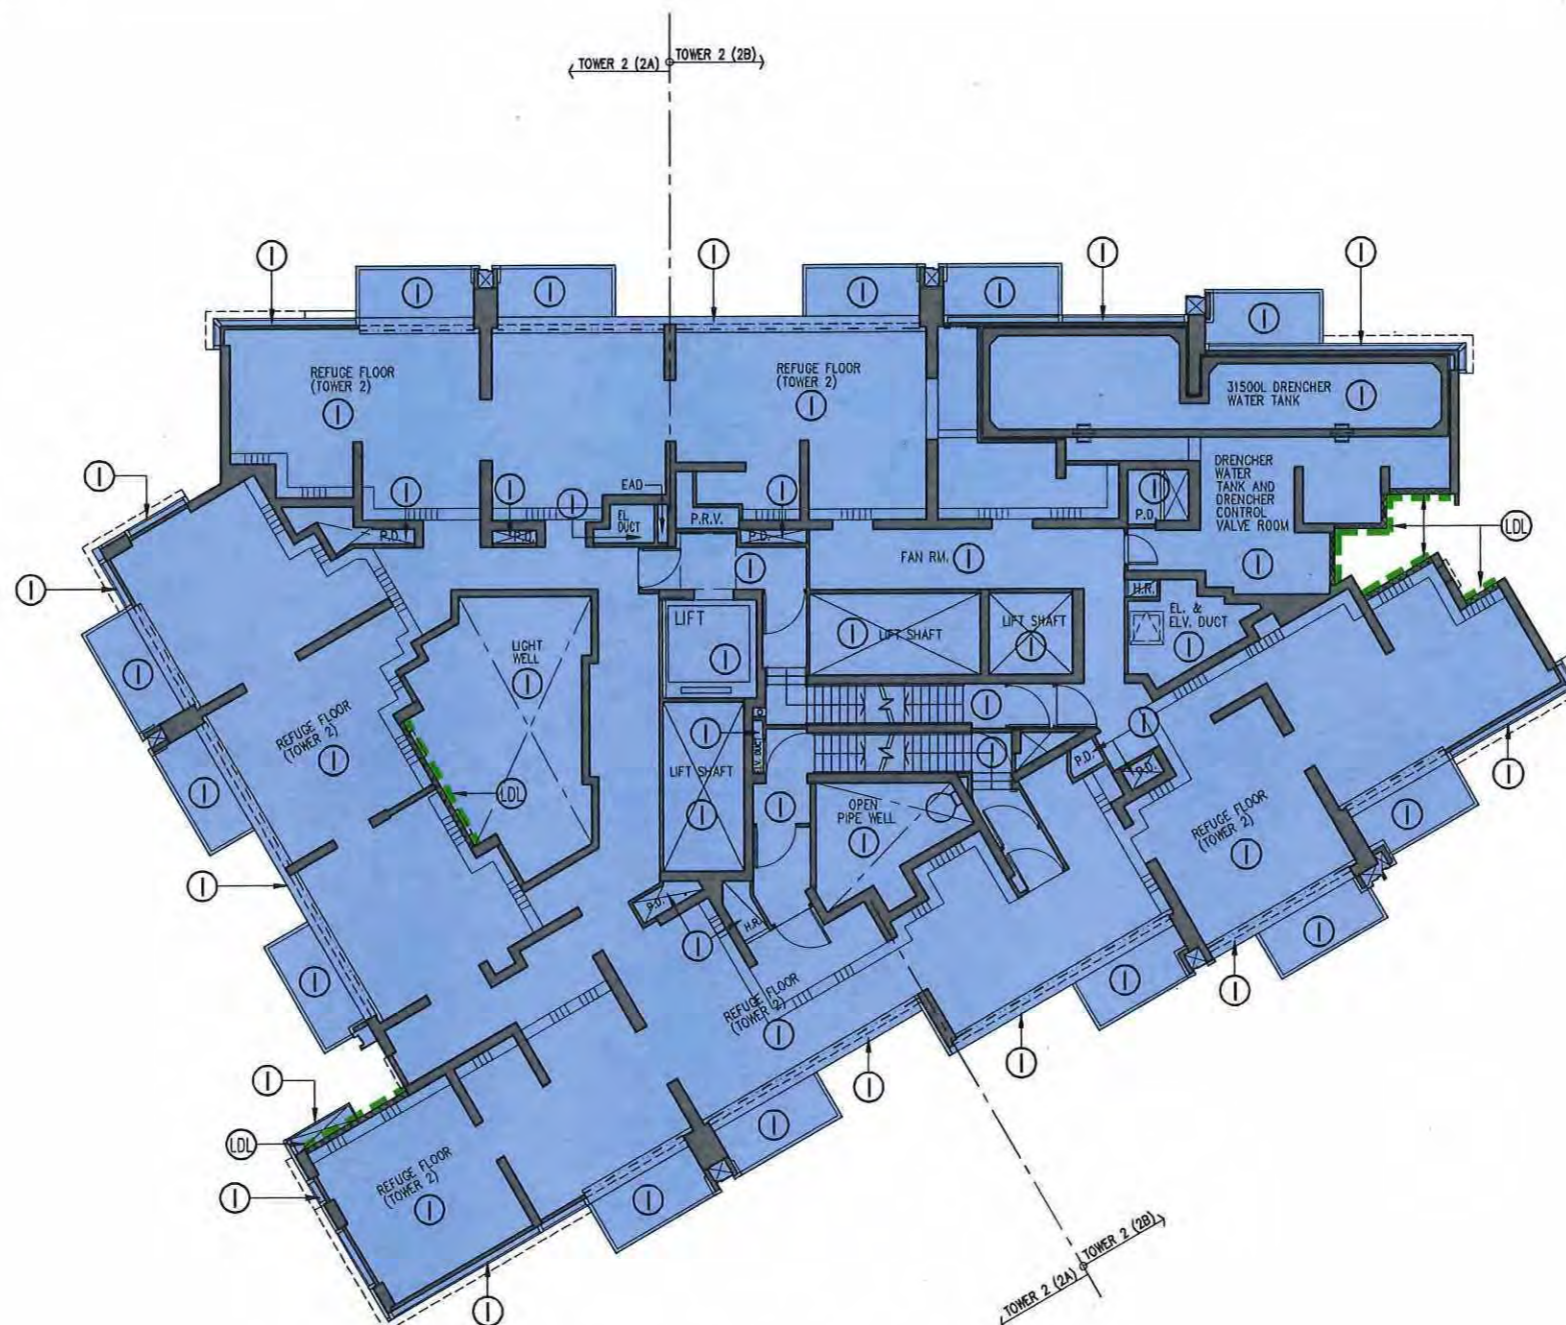 TOWER 2 (2A)
TOWER 2 (2B)
I
I
I
I
I
I
I
I
I
I
REFUGE FLOOR
(TOWER 2)
I
REFUGE FLOOR
(TOWER 2)
I
31500L DRENCHER
WATER TANK
I
I
I
I
I
EAD
EL.
DUCT
P.R.V.
I
P.D.
P.D.
P.D.
P.D.
I
DRENCHER
WATER
TANK AND
DRENCHER
CONTROL
VALVE ROOM
I
LDL
FAN RM.
I
I
I
H.R.
EL. &
ELV. DUCT
I
LIFT
I
LIGHT
WELL
I
LIFT SHAFT
I
LIFT SHAFT
I
I
I
I
REFUGE FLOOR
(TOWER 2)
I
LDL
LIFT SHAFT
I
I
ELV. DUCT
I
I
I
P.D.
P.D.
I
OPEN
PIPE WELL
I
REFUGE FLOOR
(TOWER 2)
I
I
I
I
I
I
P.D.
H.R.
I
REFUGE FLOOR
(TOWER 2)
I
I
I
I
I
I
I
LDL
I
REFUGE FLOOR
(TOWER 2)
I
I
I
I
TOWER 2 (2B)
TOWER 2 (2A)